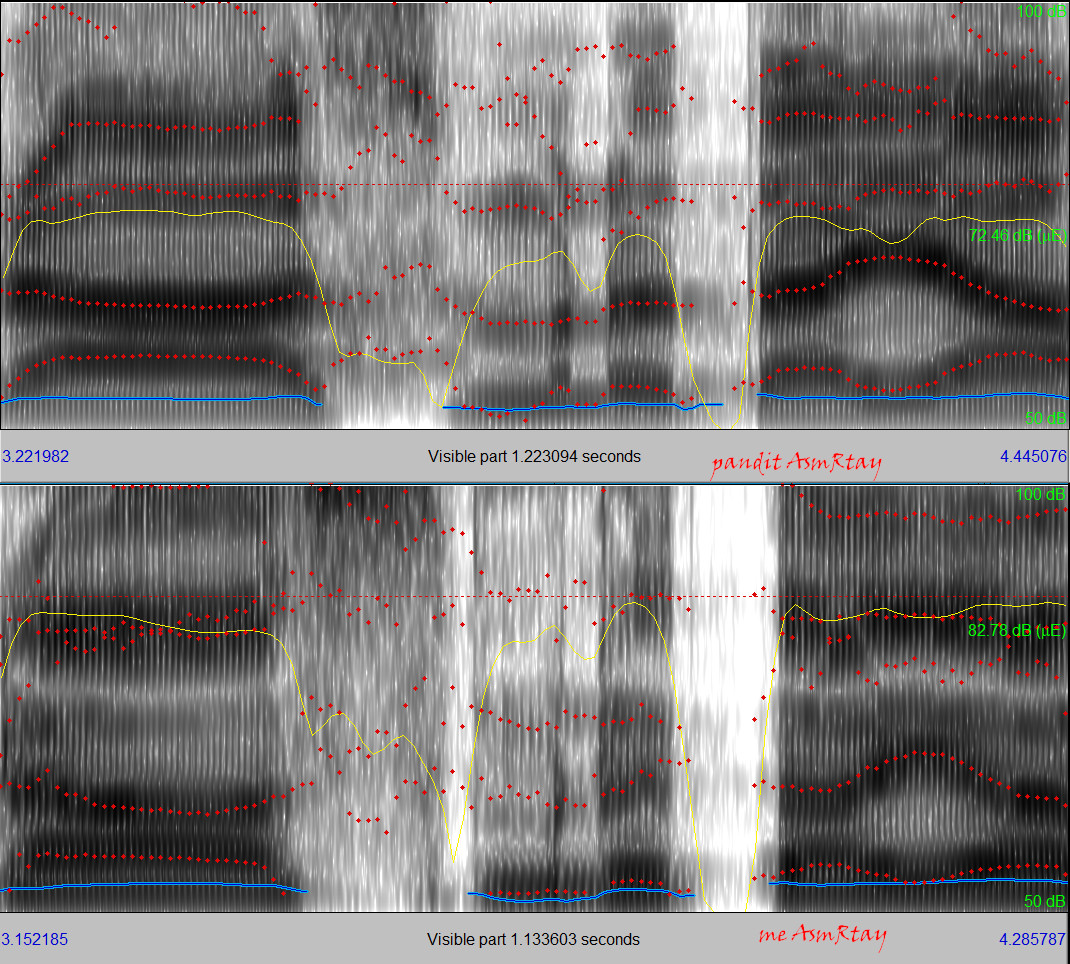 100 dB
72.46 dB (µE)
50 dB
3.221982 Visible part 1.223094 seconds pandit AsmRtay 4.445076
100 dB
82.78 dB (µE)
50 dB
3.152185 Visible part 1.133603 seconds me AsmRtay 4.285787